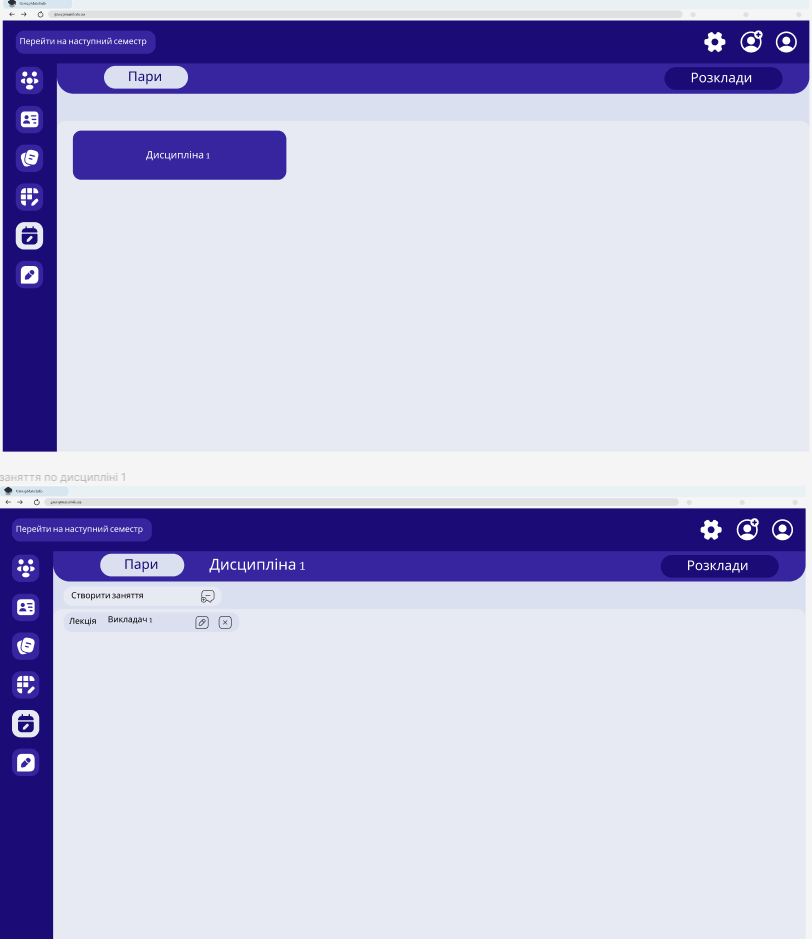 Перейти на наступний семестр
Пари
Розклади
Дисципліна 1
заняття по дисципліні 1
Перейти на наступний семестр
Пари
Дисципліна 1
Розклади
Створити заняття
Лекція Викладач 1